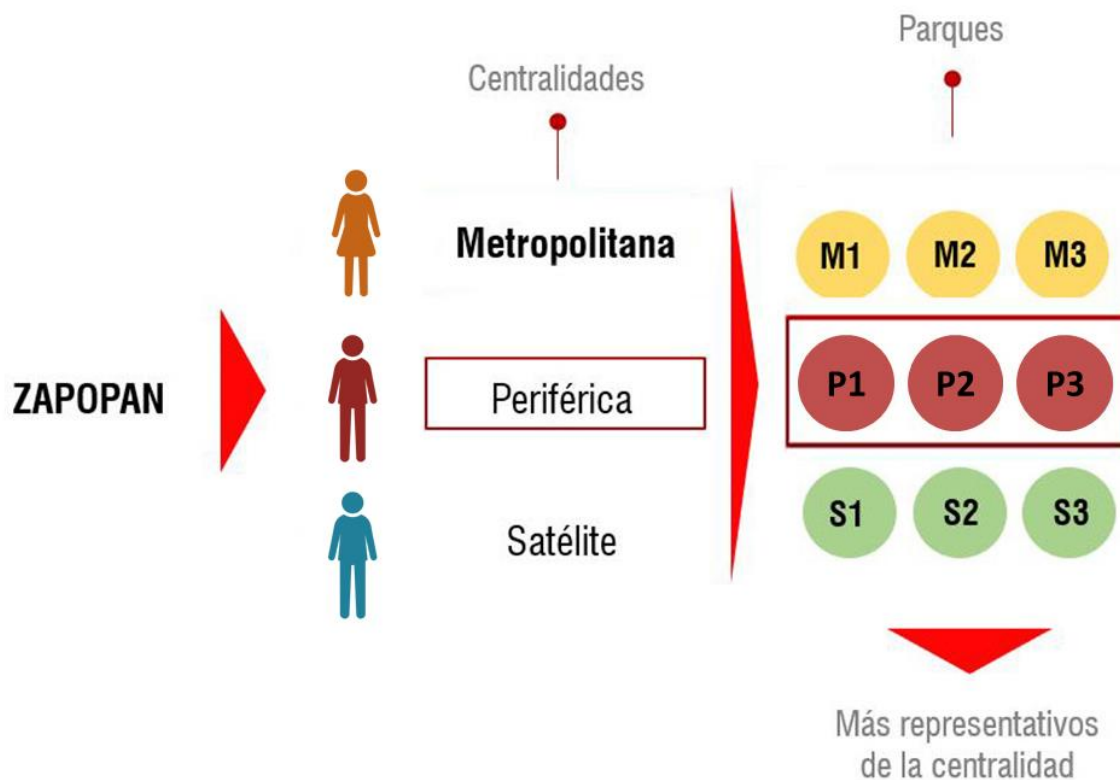 Parques
Centralidades
ZAPOPAN
Metropolitana
Periférica
Satélite
M1 M2 M3
P1 P2 P3
S1 S2 S3
Más representativos
de la centralidad